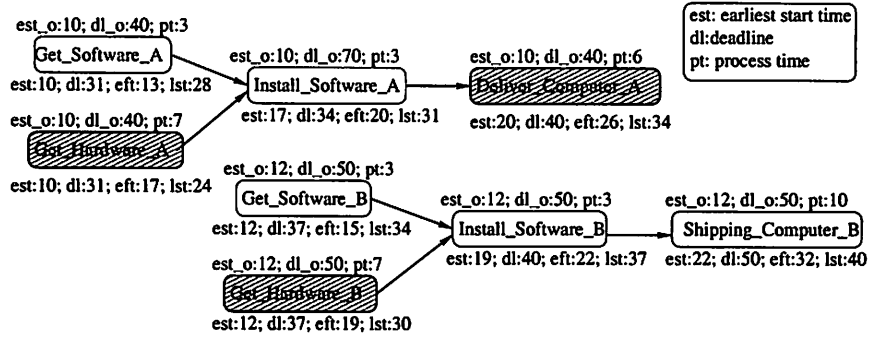 est_o:10; dl_o:40; pt:3
Get_Software_A
est:10; dl:31; eft:13; lst:28
est_o:10; dl_o:40; pt:7
Get_Hardware_A
est:10; dl:31; eft:17; lst:24
est_o:10; dl_o:70; pt:3
Install_Software_A
est:17; dl:34; eft:20; lst:31
est_o:10; dl_o:40; pt:6
Deliver_Computer_A
est:20; dl:40; eft:26; lst:34
est: earliest start time
dl:deadline
pt: process time
est_o:12; dl_o:50; pt:3
Get_Software_B
est:12; dl:37; eft:15; lst:34
est_o:12; dl_o:50; pt:7
Get_Hardware_B
est:12; dl:37; eft:19; lst:30
est_o:12; dl_o:50; pt:3
Install_Software_B
est:19; dl:40; eft:22; lst:37
est_o:12; dl_o:50; pt:10
Shipping_Computer_B
est:22; dl:50; eft:32; lst:40